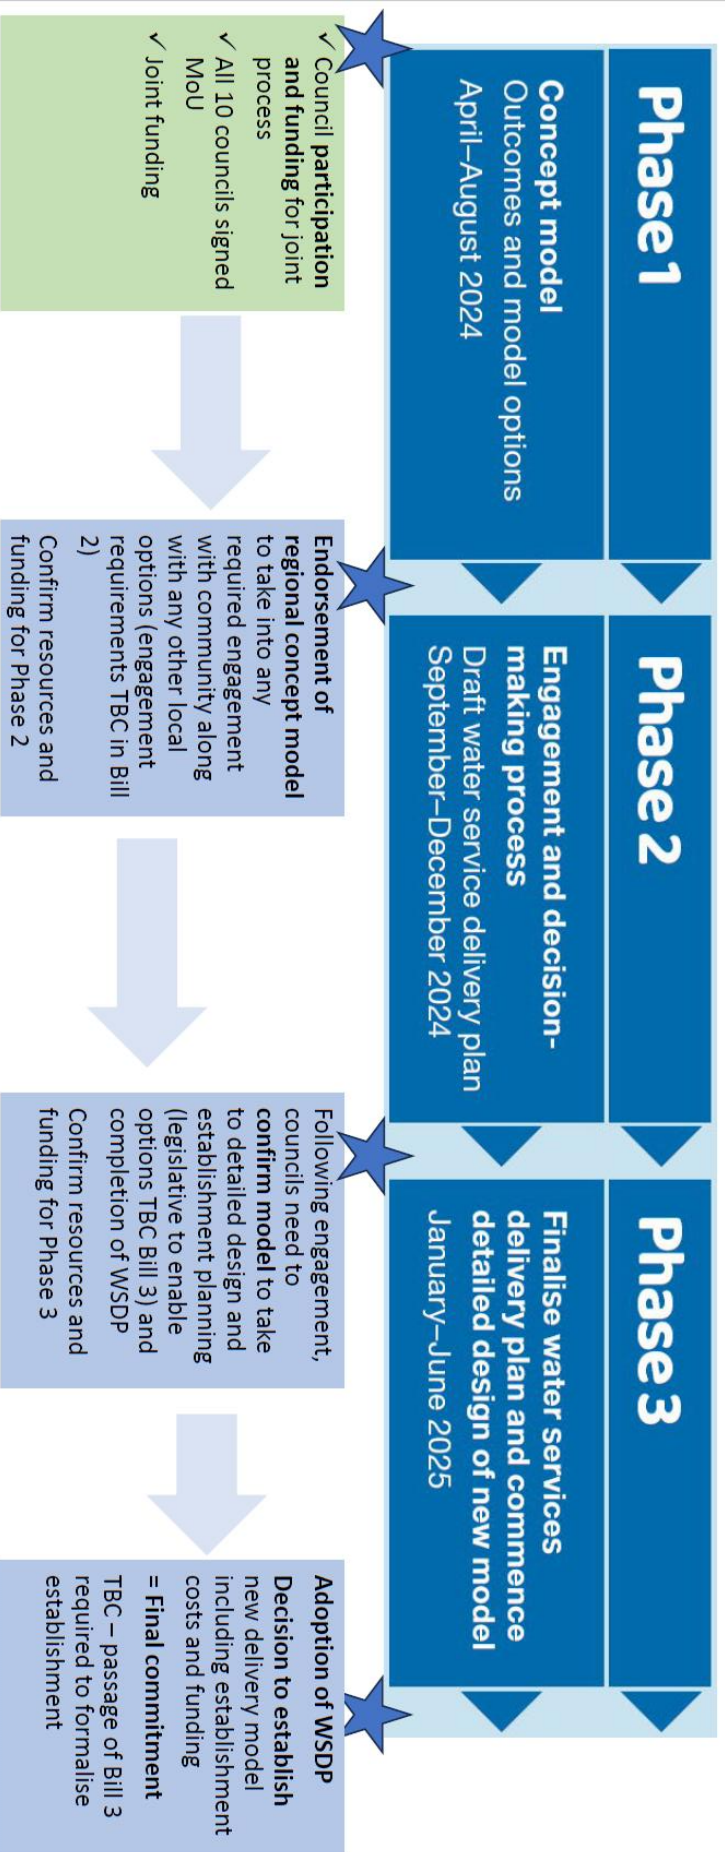 Phase 1
Concept model
Outcomes and model options
April–August 2024
Phase 2
Engagement and decision-
making process
Draft water service delivery plan
September–December 2024
Phase 3
Finalise water services
delivery plan and commence
detailed design of new model
January–June 2025
✓ Council participation
and funding for joint
process
✓ All 10 councils signed
MoU
✓ Joint funding
Endorsement of
regional concept model
to take into any
required engagement
with community along
with any other local
options (engagement
requirements TBC in Bill
2)
Confirm resources and
funding for Phase 2
Following engagement,
councils need to
confirm model to take
to detailed design and
establishment planning
(legislative to enable
options TBC Bill 3) and
completion of WSDP
Confirm resources and
funding for Phase 3
Adoption of WSDP
Decision to establish
new delivery model
including establishment
costs and funding
= Final commitment
TBC – passage of Bill 3
required to formalise
establishment